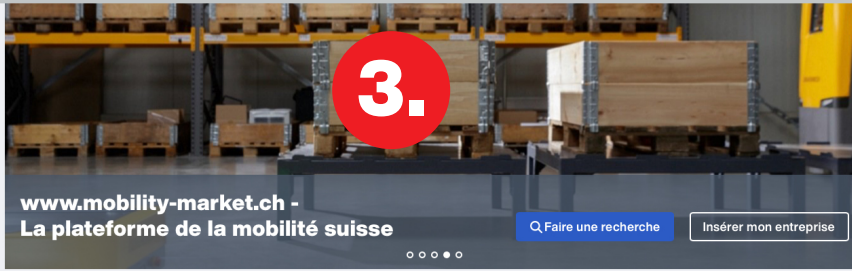 3.
www.mobility-market.ch -
La plateforme de la mobilité suisse
Faire une recherche
Insérer mon entreprise